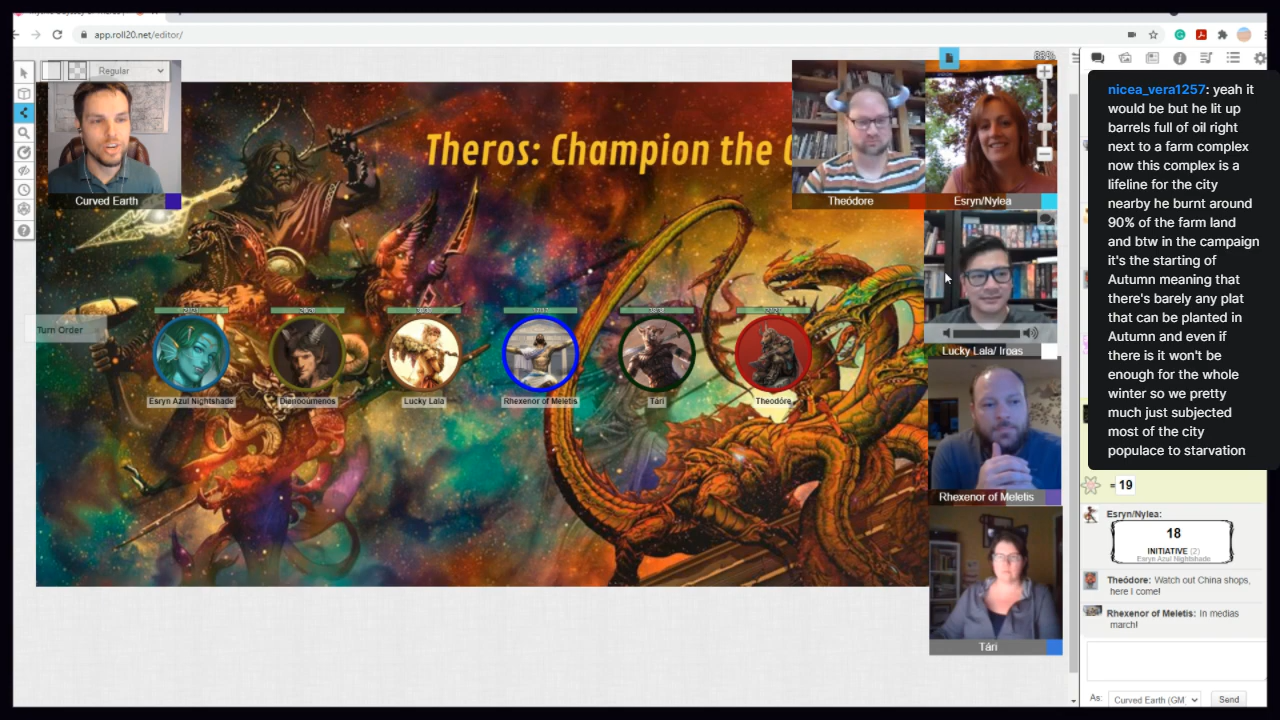 app.roll20.net/editor/
Regular
Theros: Champion the
Curved Earth
Theódore
Esryn/Nylea
Lucky Lala/ Iroas
Rhexenor of Meletis
Tári
Turn Order
Esryn Azul Nightshade
Lucky Lala
Rhexenor of Meletis
Tári
Theodóre
nicea_vera1257: yeah it
would be but he lit up
barrels full of oil right
next to a farm complex
now this complex is a
lifeline for the city
nearby he burnt around
90% of the farm land
and btw in the campaign
it's the starting of
Autumn meaning that
there's barely any plat
that can be planted in
Autumn and even if
there is it won't be
enough for the whole
winter so we pretty
much just subjected
most of the city
populace to starvation
=19
Esryn/Nylea:
18
INITIATIVE (2)
Esryn Azul Nightshade
Theódore: Watch out China shops,
here I come!
Rhexenor of Meletis: In medias
march!
As:
Curved Earth (GM)
Send